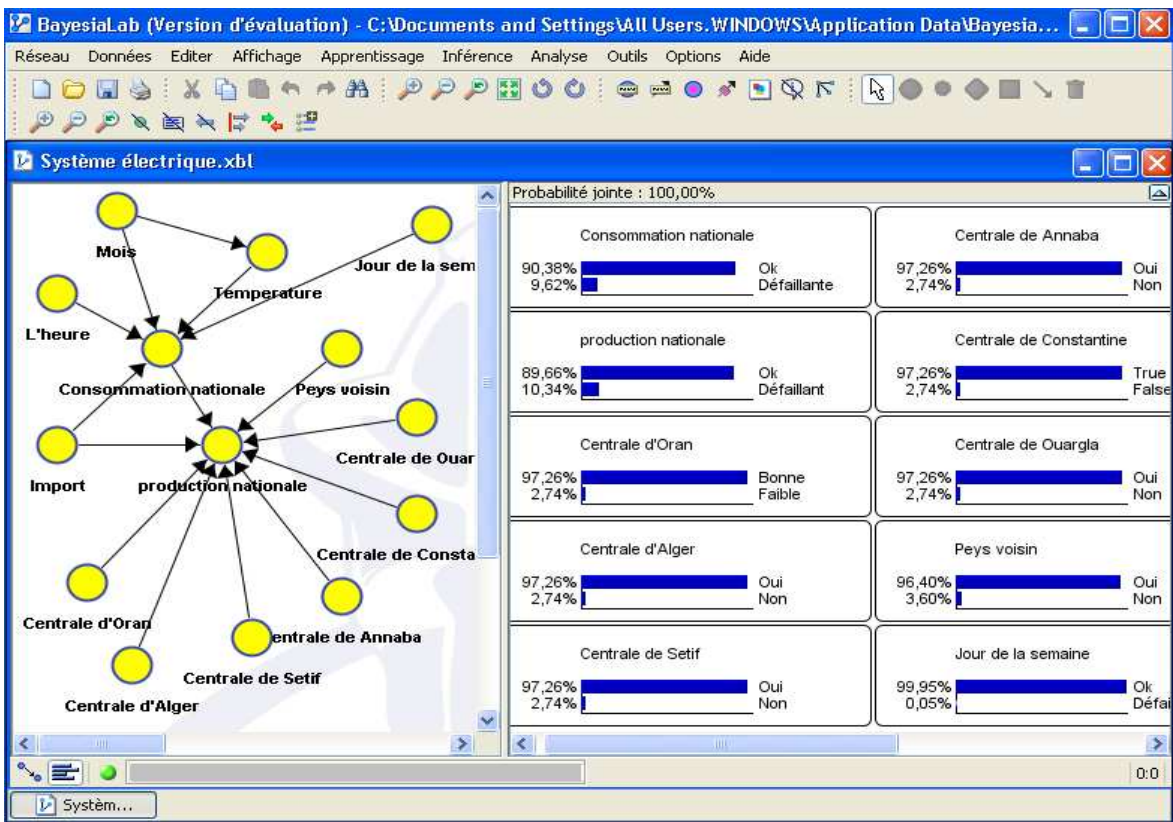 BayesiaLab (Version d'évaluation) - C:\Documents and Settings\All Users.WINDOWS\Application Data\Bayesia...
Réseau Données Editer Affichage Apprentissage Inférence Analyse Outils Options Aide
Système électrique.xbl
Mois
Jour de la sem
Temperature
L'heure
Consommation nationale
Peys voisin
Centrale de Ouar
Import
production nationale
Centrale de Consta
Centrale d'Oran
entrale de Annaba
Centrale de Setif
Centrale d'Alger
Probabilité jointe : 100,00%
Consommation nationale
90,38% Ok
9,62% Défaillante
Centrale de Annaba
97,26% Oui
2,74% Non
production nationale
89,66% Ok
10,34% Défaillant
Centrale de Constantine
97,26% True
2,74% False
Centrale d'Oran
97,26% Bonne
2,74% Faible
Centrale de Ouargla
97,26% Oui
2,74% Non
Centrale d'Alger
97,26% Oui
2,74% Non
Peys voisin
96,40% Oui
3,60% Non
Centrale de Setif
97,26% Oui
2,74% Non
Jour de la semaine
99,95% Ok
0,05% Défai
0:0
Systèm...